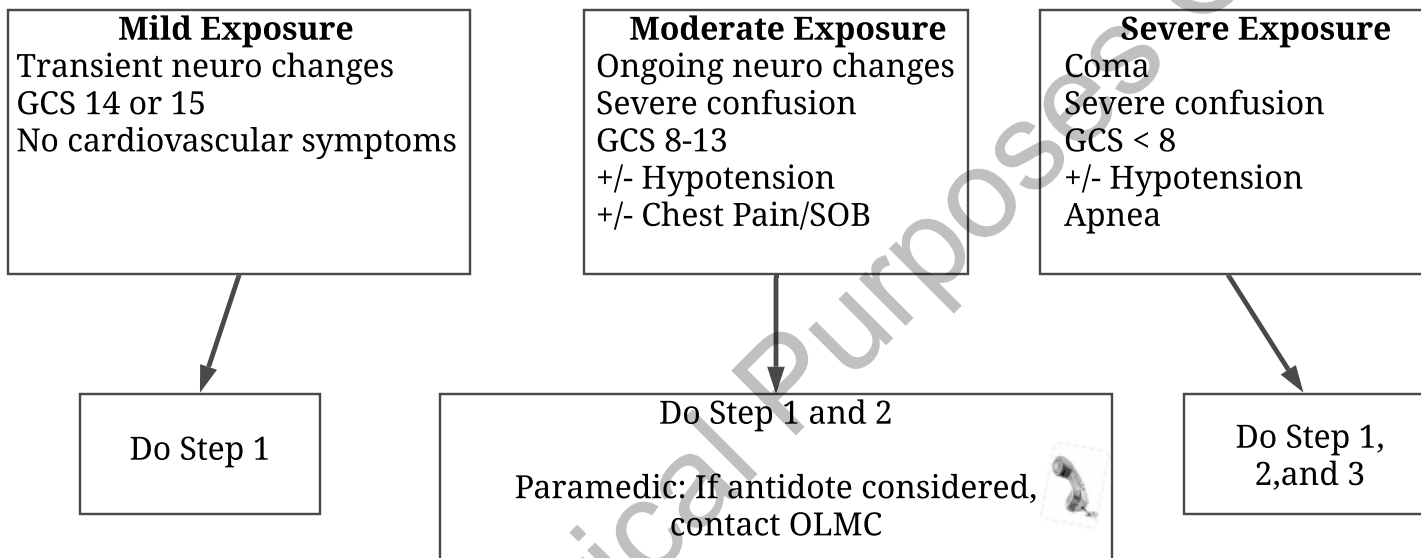 Mild Exposure
Transient neuro changes
GCS 14 or 15
No cardiovascular symptoms
Moderate Exposure
Ongoing neuro changes
Severe confusion
GCS 8-13
+/- Hypotension
+/- Chest Pain/SOB
Severe Exposure
Coma
Severe confusion
GCS < 8
+/- Hypotension
Apnea
Do Step 1
Do Step 1 and 2
Paramedic: If antidote considered,
contact OLMC
Do Step 1,
2,and 3
Purposes